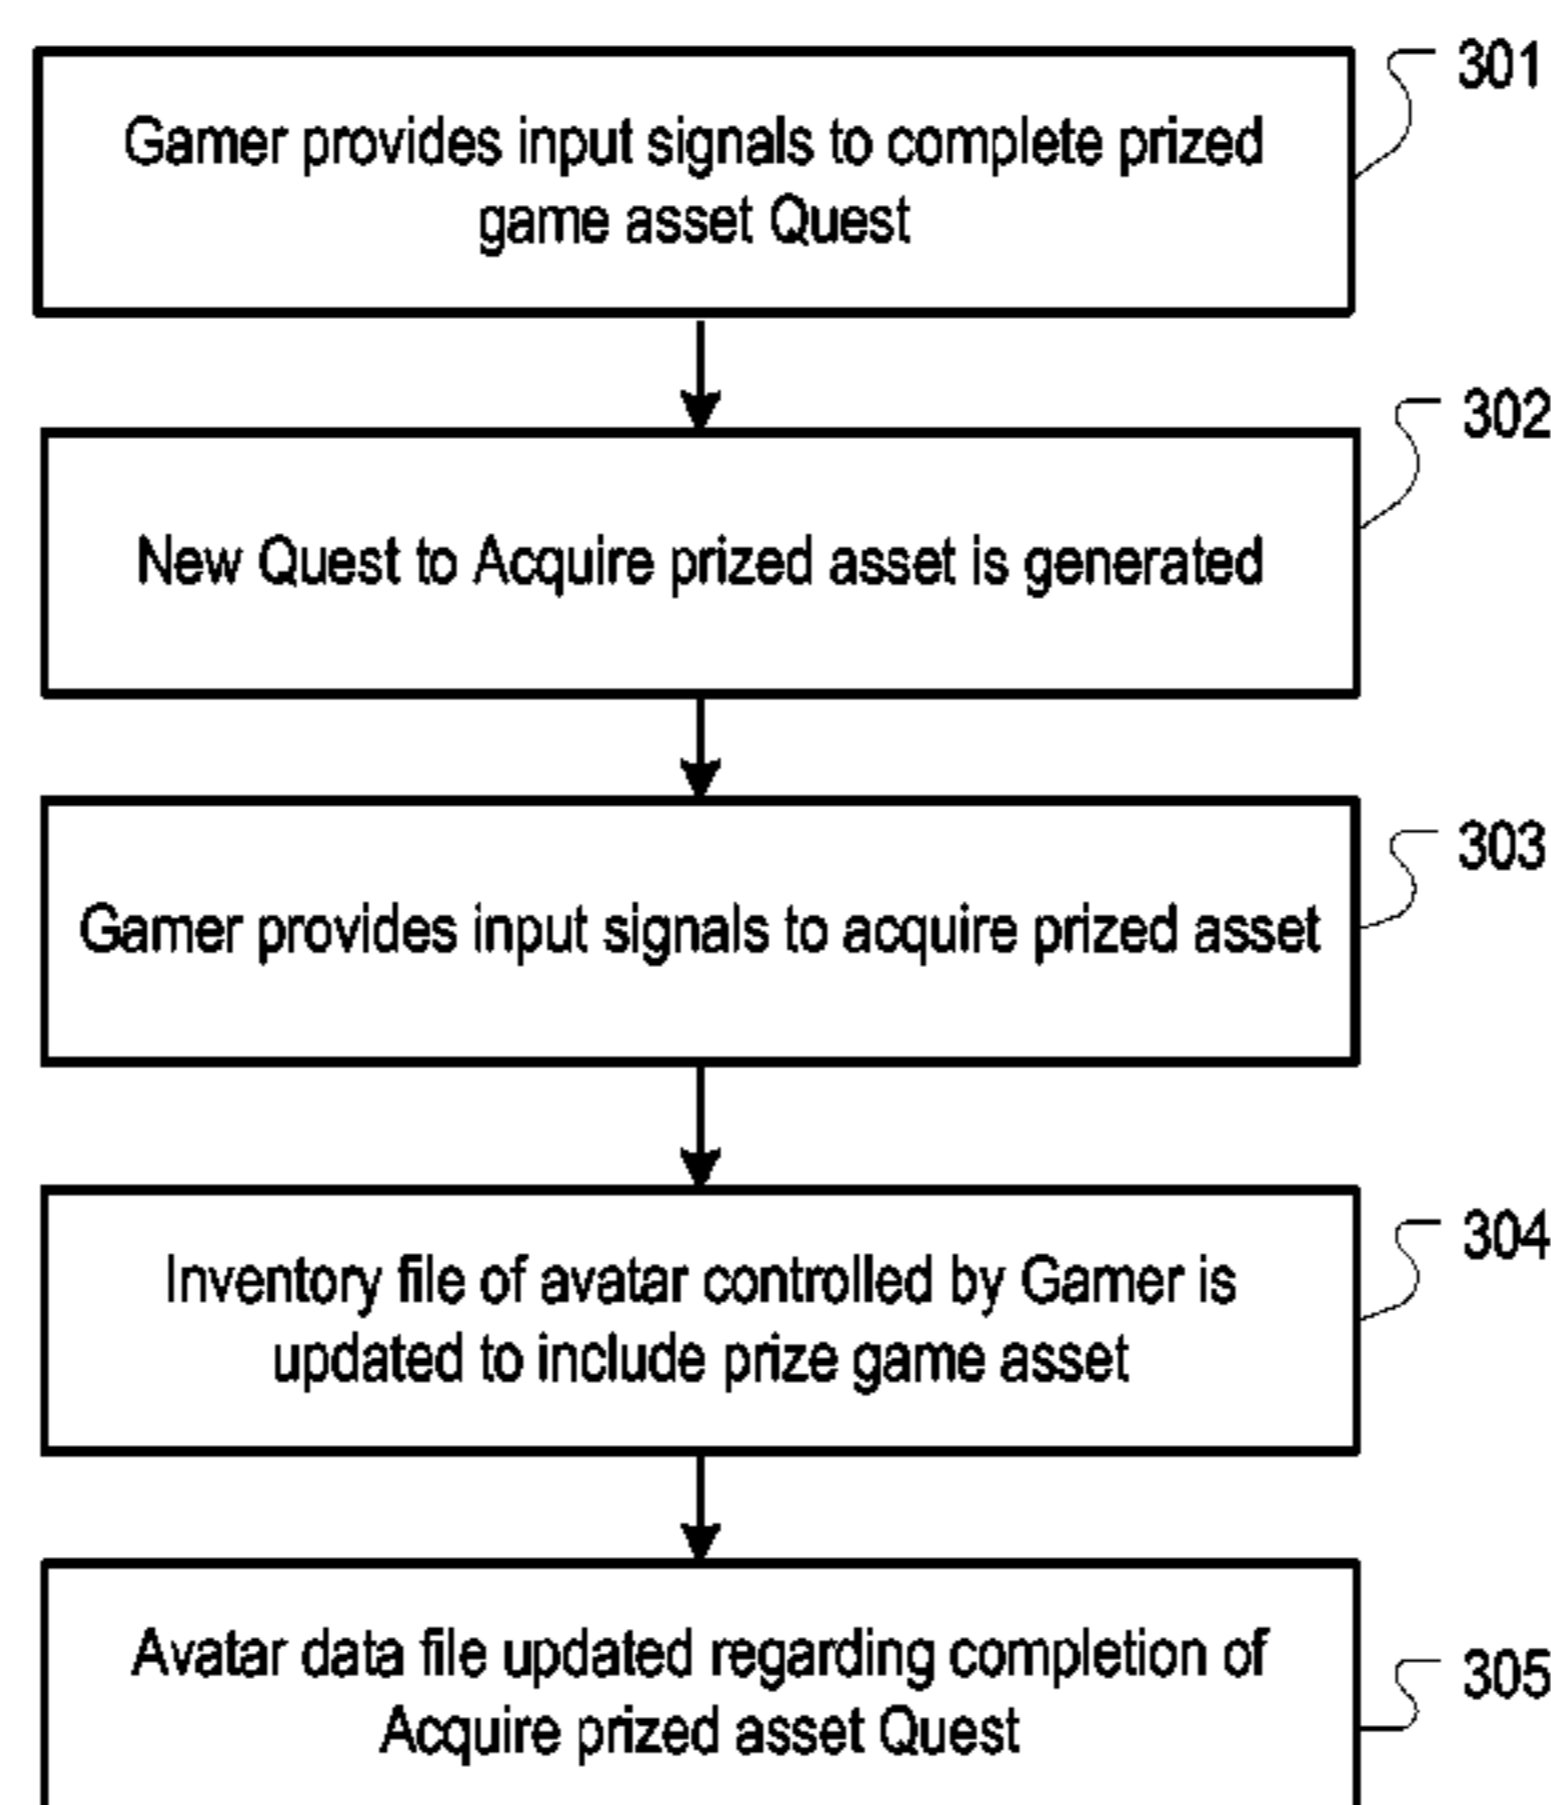 301
Gamer provides input signals to complete prized
game asset Quest
302
New Quest to Acquire prized asset is generated
303
Gamer provides input signals to acquire prized asset
304
Inventory file of avatar controlled by Gamer is
updated to include prize game asset
305
Avatar data file updated regarding completion of
Acquire prized asset Quest